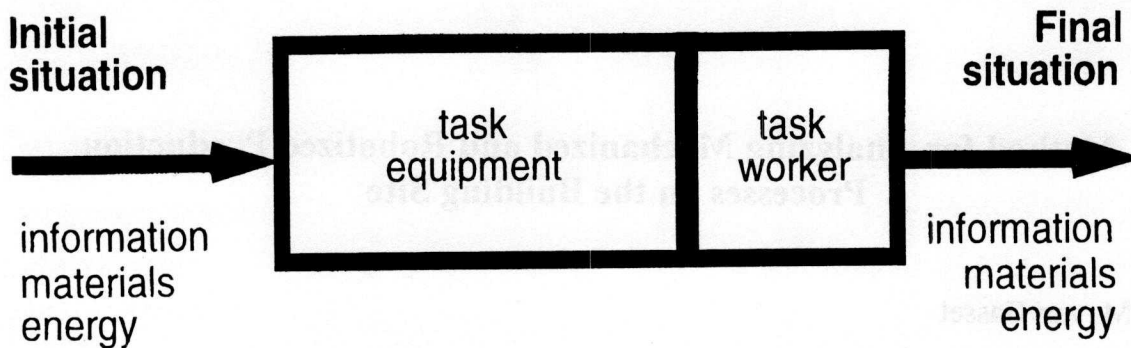 Initial
situation
Final
situation
task
equipment
task
worker
information
materials
energy
information
materials
energy